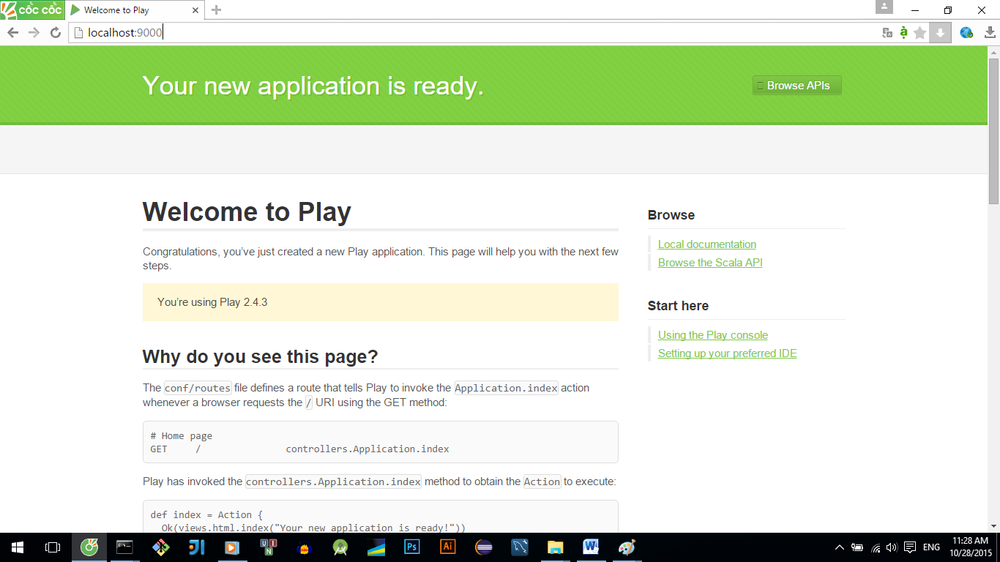 CỐC CỐC
Welcome to Play
localhost:9000
Your new application is ready.
Browse APIs
Welcome to Play
Congratulations, you’ve just created a new Play application. This page will help you with the next few
steps.
You’re using Play 2.4.3
Why do you see this page?
The conf/routes file defines a route that tells Play to invoke the Application.index action
whenever a browser requests the / URI using the GET method:
# Home page
GET / controllers.Application.index
Play has invoked the controllers.Application.index method to obtain the Action to execute:
def index = Action {
Ok(views.html.index("Your new application is ready!"))
Browse
Local documentation
Browse the Scala API
Start here
Using the Play console
Setting up your preferred IDE
Ps
Ai
ENG
11:28 AM
10/28/2015